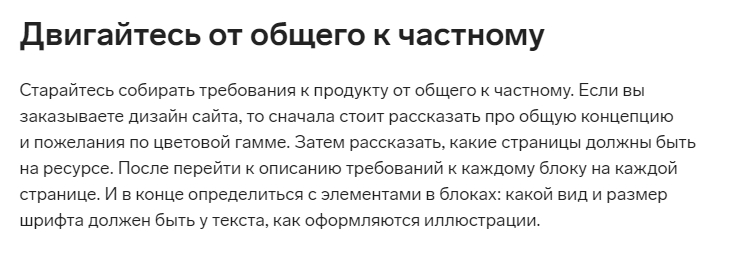 Двигайтесь от общего к частному
Старайтесь собирать требования к продукту от общего к частному. Если вы
заказываете дизайн сайта, то сначала стоит рассказать про общую концепцию
и пожелания по цветовой гамме. Затем рассказать, какие страницы должны быть
на ресурсе. После перейти к описанию требований к каждому блоку на каждой
странице. И в конце определиться с элементами в блоках: какой вид и размер
шрифта должен быть у текста, как оформляются иллюстрации.